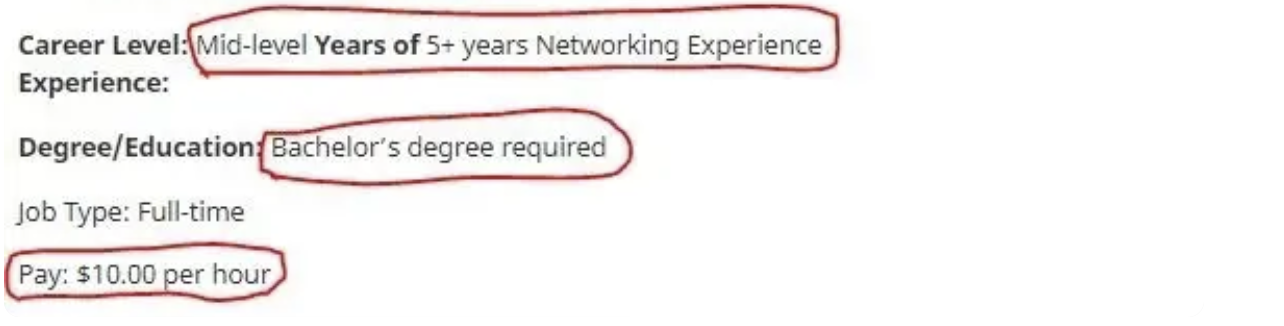 Career Level: Mid-level Years of 5+ years Networking Experience
Experience:
Degree/Education: Bachelor's degree required
Job Type: Full-time
Pay: $10.00 per hour